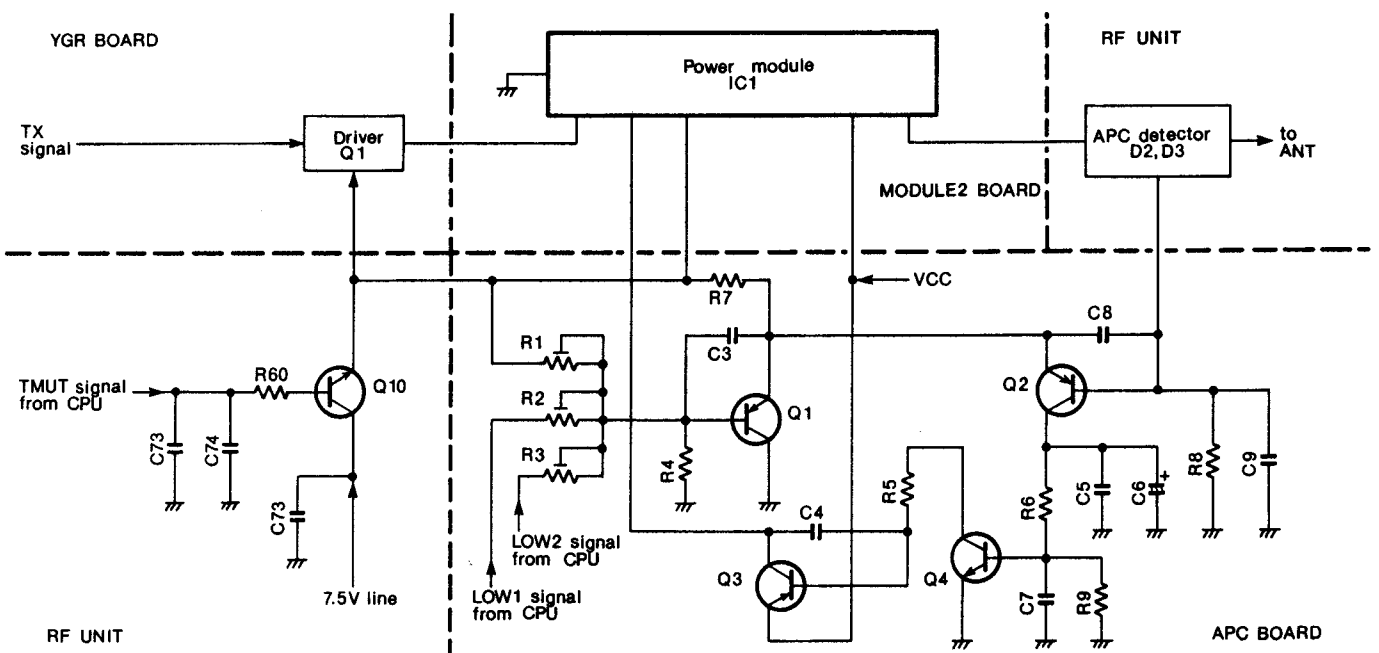 YGR BOARD
RF UNIT
Power module
IC1
TX
signal
Driver
Q1
APC detector
D2, D3
to
ANT
MODULE2 BOARD
R7
VCC
C8
R1
C3
R60
Q10
TMUT signal
from CPU
R2
Q1
Q2
C73
C74
R3
R4
R5
C4
R6
C5
C6
+
R8
C9
C73
LOW2 signal
from CPU
Q3
Q4
C7
R9
7.5V line
LOW1 signal
from CPU
RF UNIT
APC BOARD